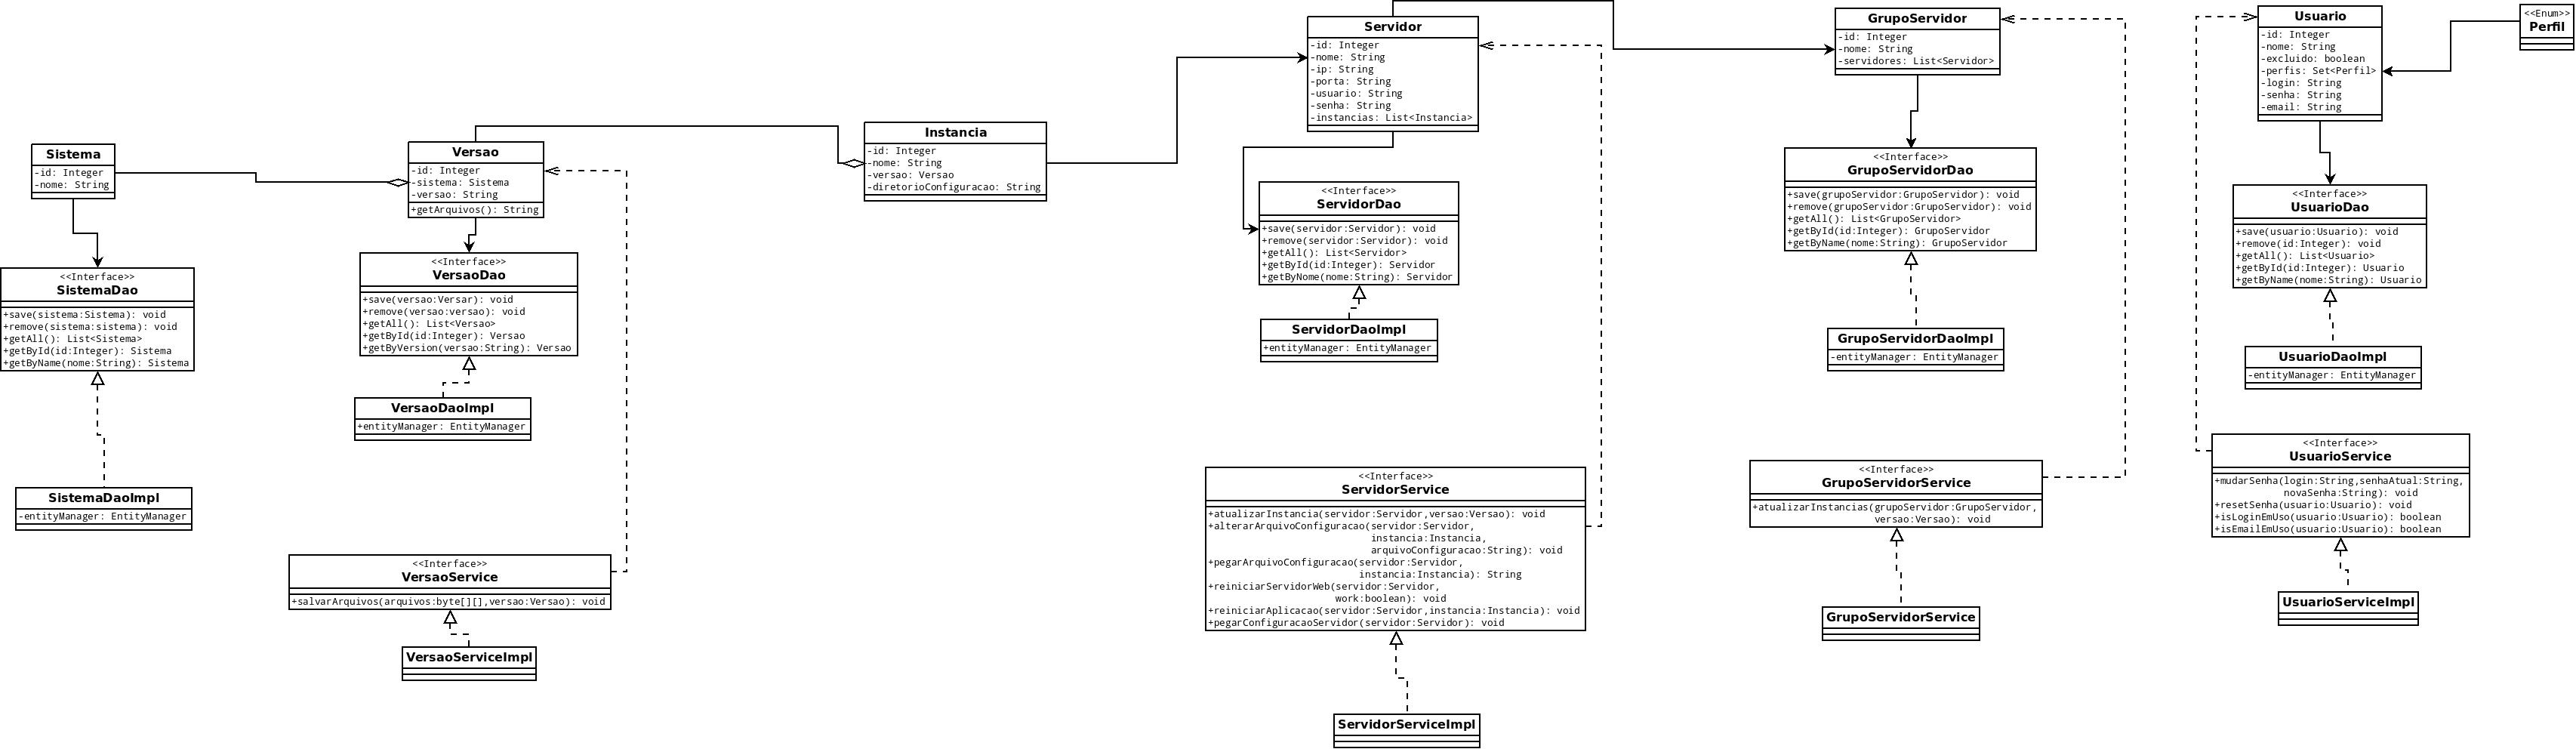 Sistema
-id: Integer
-nome: String
<<Interface>>
SistemaDao
+save(sistema:Sistema): void
+remove(sistema:sistema): void
+getAll(): List<Sistema>
+getById(id:Integer): Sistema
+getByName(nome:String): Sistema
SistemaDaoImpl
-entityManager: EntityManager
Versao
-id: Integer
-sistema: Sistema
-versao: String
+getArquivos(): String
<<Interface>>
VersaoDao
+save(versao:Versar): void
+remove(versao:versao): void
+getAll(): List<Versao>
+getById(id:Integer): Versao
+getByVersion(versao:String): Versao
VersaoDaoImpl
+entityManager: EntityManager
<<Interface>>
VersaoService
+salvarArquivos(arquivos:byte[][],versao:Versao): void
VersaoServiceImpl
Instancia
-id: Integer
-nome: String
-versao: Versao
-diretorioConfiguracao: String
Servidor
-id: Integer
-nome: String
-ip: String
-porta: String
-usuario: String
-senha: String
-instancias: List<Instancia>
<<Interface>>
ServidorDao
+save(servidor:Servidor): void
+remove(servidor:Servidor): void
+getAll(): List<Servidor>
+getById(id:Integer): Servidor
+getByNome(nome:String): Servidor
ServidorDaoImpl
+entityManager: EntityManager
<<Interface>>
ServidorService
+atualizarInstancia(servidor:Servidor,versao:Versao): void
+alterarArquivoConfiguracao(servidor:Servidor,
instancia:Instancia,
arquivoConfiguracao:String): void
+pegarArquivoConfiguracao(servidor:Servidor,
instancia:Instancia): String
+reiniciarServidorWeb(servidor:Servidor,
work:boolean): void
+reiniciarAplicacao(servidor:Servidor,instancia:Instancia): void
+pegarConfiguracaoServidor(servidor:Servidor): void
ServidorServiceImpl
GrupoServidor
-id: Integer
-nome: String
-servidores: List<Servidor>
<<Interface>>
GrupoServidorDao
+save(grupoServidor:GrupoServidor): void
+remove(grupoServidor:GrupoServidor): void
+getAll(): List<GrupoServidor>
+getById(id:Integer): GrupoServidor
+getByName(nome:String): GrupoServidor
GrupoServidorDaoImpl
-entityManager: EntityManager
<<Interface>>
GrupoServidorService
+atualizarInstancias(grupoServidor:GrupoServidor,
versao:Versao): void
GrupoServidorService
Usuario
-id: Integer
-nome: String
-excluido: boolean
-perfis: Set<Perfil>
-login: String
-senha: String
-email: String
<<Enum>>
Perfil
<<Interface>>
UsuarioDao
+save(usuario:Usuario): void
+remove(id:Integer): void
+getAll(): List<Usuario>
+getById(id:Integer): Usuario
+getByName(nome:String): Usuario
UsuarioDaoImpl
-entityManager: EntityManager
<<Interface>>
UsuarioService
+mudarSenha(login:String,senhaAtual:String,
novaSenha:String): void
+resetSenha(usuario:Usuario): void
+isLoginEmUso(usuario:Usuario): boolean
+isEmailEmUso(usuario:Usuario): boolean
UsuarioServiceImpl